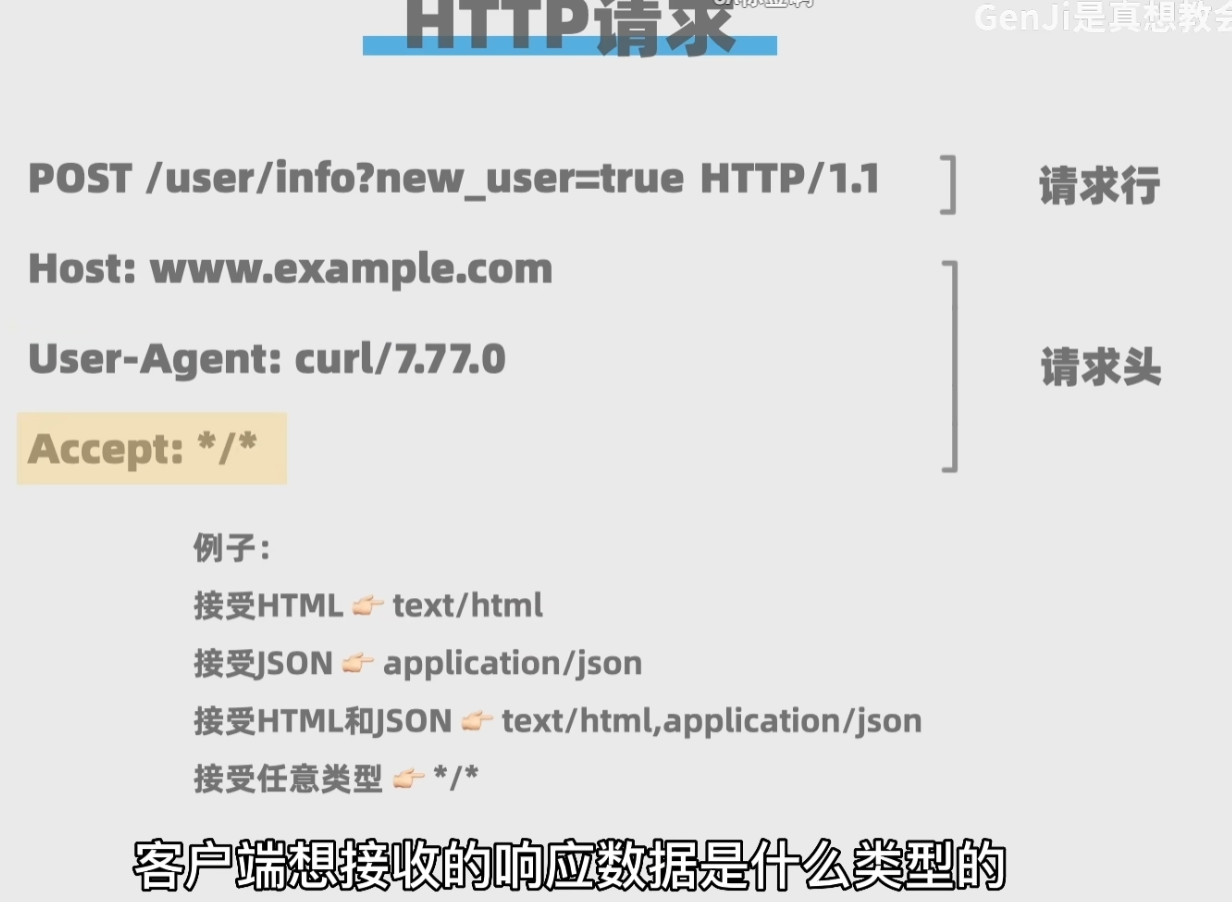 HTTP请求
GenJi是真想教会
POST /user/info?new_user=true HTTP/1.1
请求行
Host: www.example.com
User-Agent: curl/7.77.0
请求头
Accept: */*
例子：
接受HTML 👉🏻 text/html
接受JSON 👉🏻 application/json
接受HTML和JSON 👉🏻 text/html,application/json
接受任意类型 👉🏻 */*
客户端想接收的响应数据是什么类型的